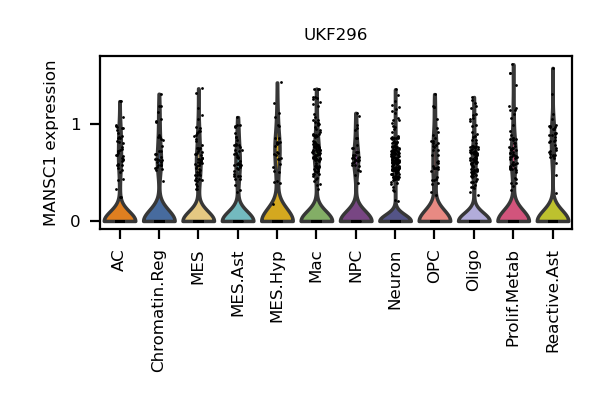 UKF296
MANSC1 expression
1
0
AC
Chromatin.Reg
MES
MES.Ast
MES.Hyp
Mac
NPC
Neuron
OPC
Oligo
Prolif.Metab
Reactive.Ast